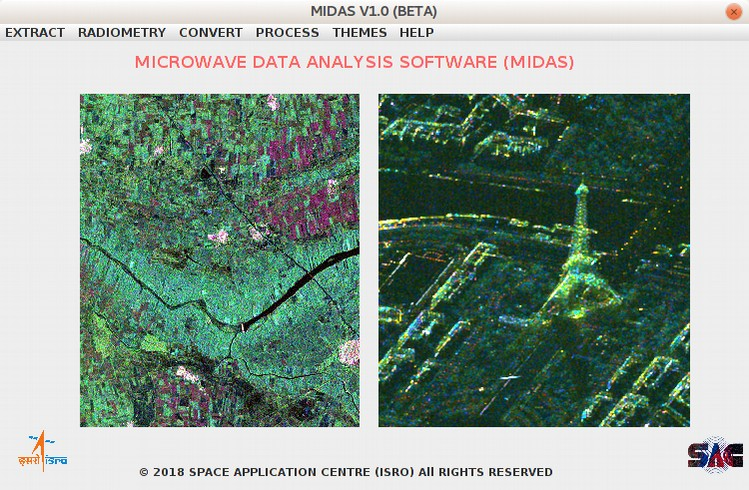 MIDAS V1.0 (BETA)
EXTRACT RADIOMETRY CONVERT PROCESS THEMES HELP
MICROWAVE DATA ANALYSIS SOFTWARE (MIDAS)
इसरो isro
SAC
© 2018 SPACE APPLICATION CENTRE (ISRO) All RIGHTS RESERVED